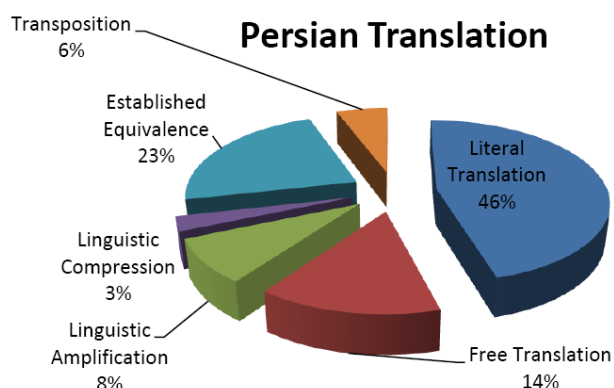 Persian Translation
Transposition
6%
Established
Equivalence
23%
Literal
Translation
46%
Linguistic
Compression
3%
Linguistic
Amplification
8%
Free Translation
14%